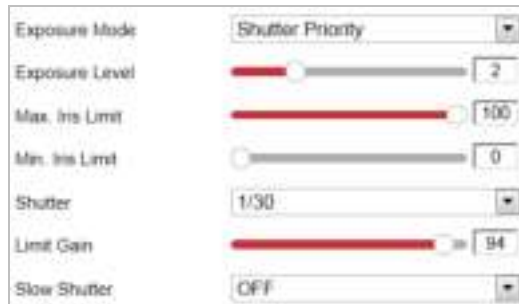 Exposure Mode Shutter Priority
Exposure Level 2
Max. Iris Limit 100
Min. Iris Limit 0
Shutter 1/30
Limit Gain 94
Slow Shutter OFF